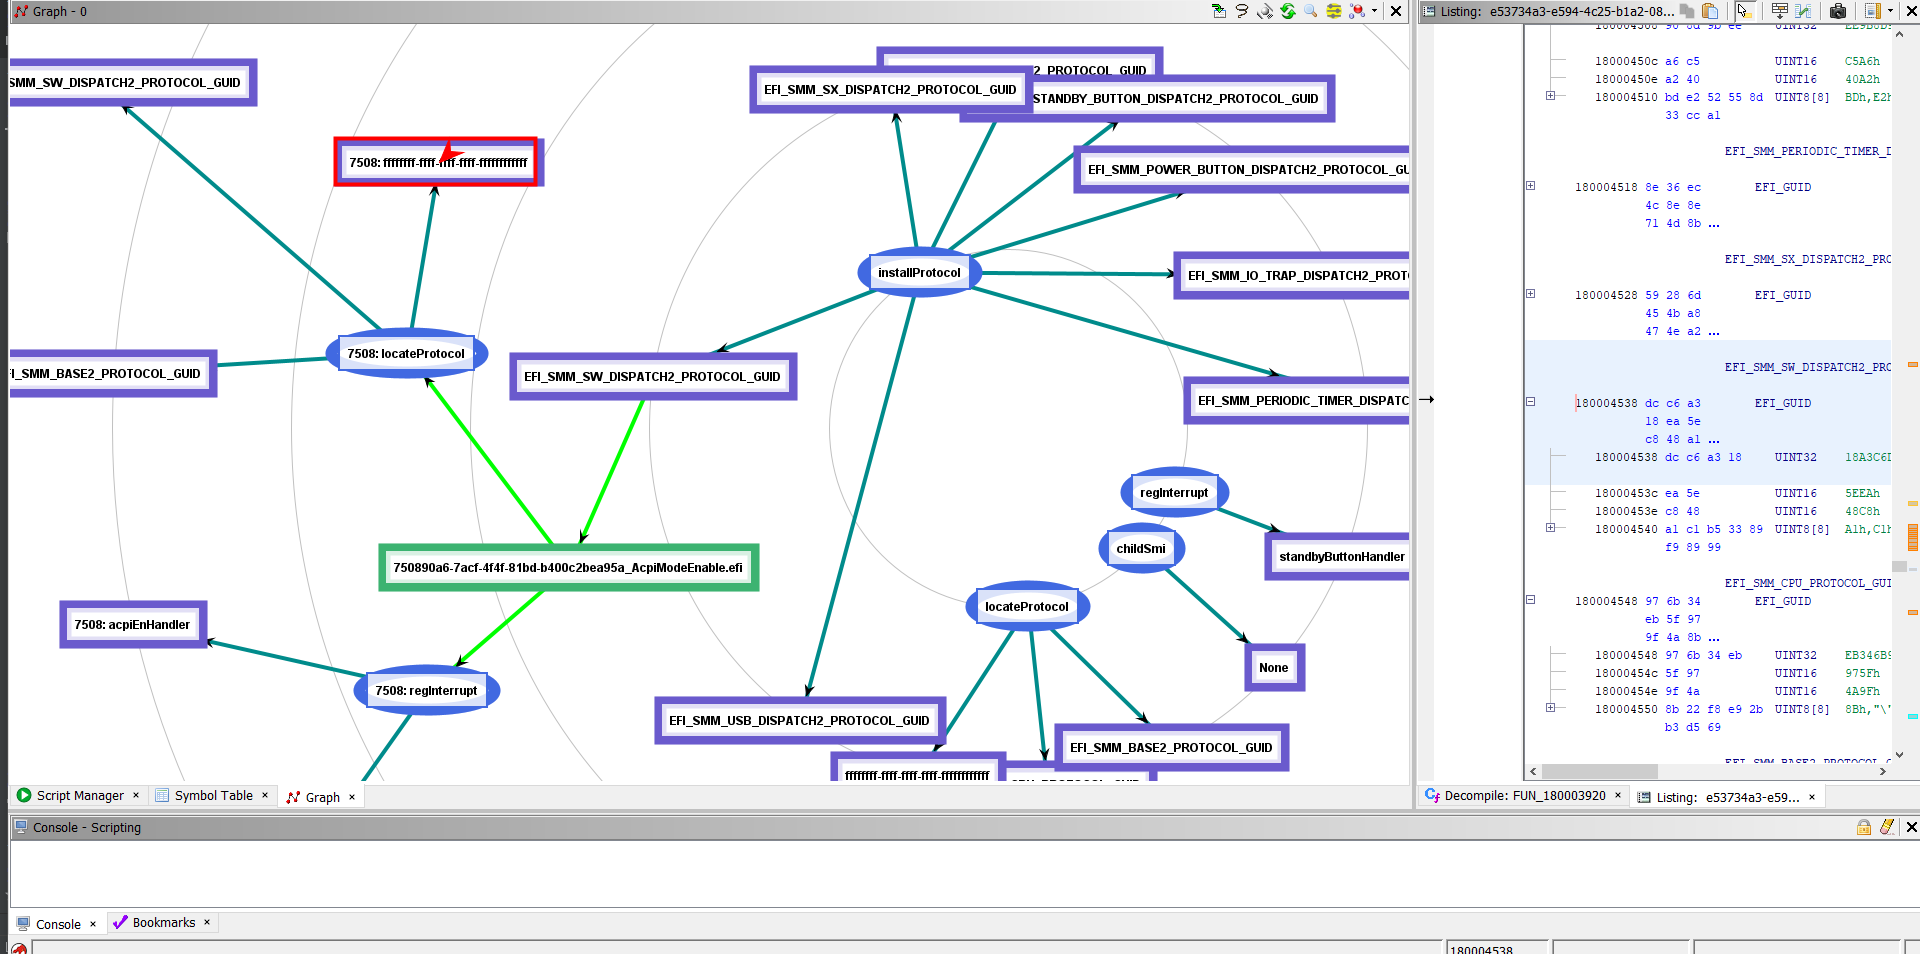 Graph - 0
SMM_SW_DISPATCH2_PROTOCOL_GUID
7508: ffffffff-ffff-ffff-ffff-ffffffffffff
2_PROTOCOL_GUID
EFI_SMM_SX_DISPATCH2_PROTOCOL_GUID
STANDBY_BUTTON_DISPATCH2_PROTOCOL_GUID
EFI_SMM_POWER_BUTTON_DISPATCH2_PROTOCOL_GU
installProtocol
EFI_SMM_IO_TRAP_DISPATCH2_PROT
7508: locateProtocol
I_SMM_BASE2_PROTOCOL_GUID
EFI_SMM_SW_DISPATCH2_PROTOCOL_GUID
EFI_SMM_PERIODIC_TIMER_DISPATC
regInterrupt
childSmi
standbyButtonHandler
750890a6-7acf-4f4f-81bd-b400c2bea95a_AcpiModeEnable.efi
locateProtocol
7508: acpiEnHandler
None
7508: regInterrupt
EFI_SMM_USB_DISPATCH2_PROTOCOL_GUID
EFI_SMM_BASE2_PROTOCOL_GUID
ffffffff-ffff-ffff-ffff-ffffffffffff
Script Manager
Symbol Table
Graph
Listing: e53734a3-e594-4c25-b1a2-08...
18000450c a6 c5 UINT16 C5A6h
18000450e a2 40 UINT16 40A2h
180004510 bd e2 52 55 8d UINT8[8] BDh,E2h
33 cc a1
EFI_SMM_PERIODIC_TIMER_D
180004518 8e 36 ec EFI_GUID
4c 8e 8e
71 4d 8b ...
EFI_SMM_SX_DISPATCH2_PRO
180004528 59 28 6d EFI_GUID
45 4b a8
47 4e a2 ...
EFI_SMM_SW_DISPATCH2_PRO
180004538 dc c6 a3 EFI_GUID
18 ea 5e
c8 48 a1 ...
180004538 dc c6 a3 18 UINT32 18A3C6D
18000453c ea 5e UINT16 5EEAh
18000453e c8 48 UINT16 48C8h
180004540 a1 c1 b5 33 89 UINT8[8] A1h,C1h
f9 89 99
EFI_SMM_CPU_PROTOCOL_GUI
180004548 97 6b 34 EFI_GUID
eb 5f 97
9f 4a 8b ...
180004548 97 6b 34 eb UINT32 EB346B9
18000454c 5f 97 UINT16 975Fh
18000454e 9f 4a UINT16 4A9Fh
180004550 8b 22 f8 e9 2b UINT8[8] 8Bh,"\'
b3 d5 69
Decompile: FUN_180003920
Listing: e53734a3-e59...
Console - Scripting
Console
Bookmarks
180004538